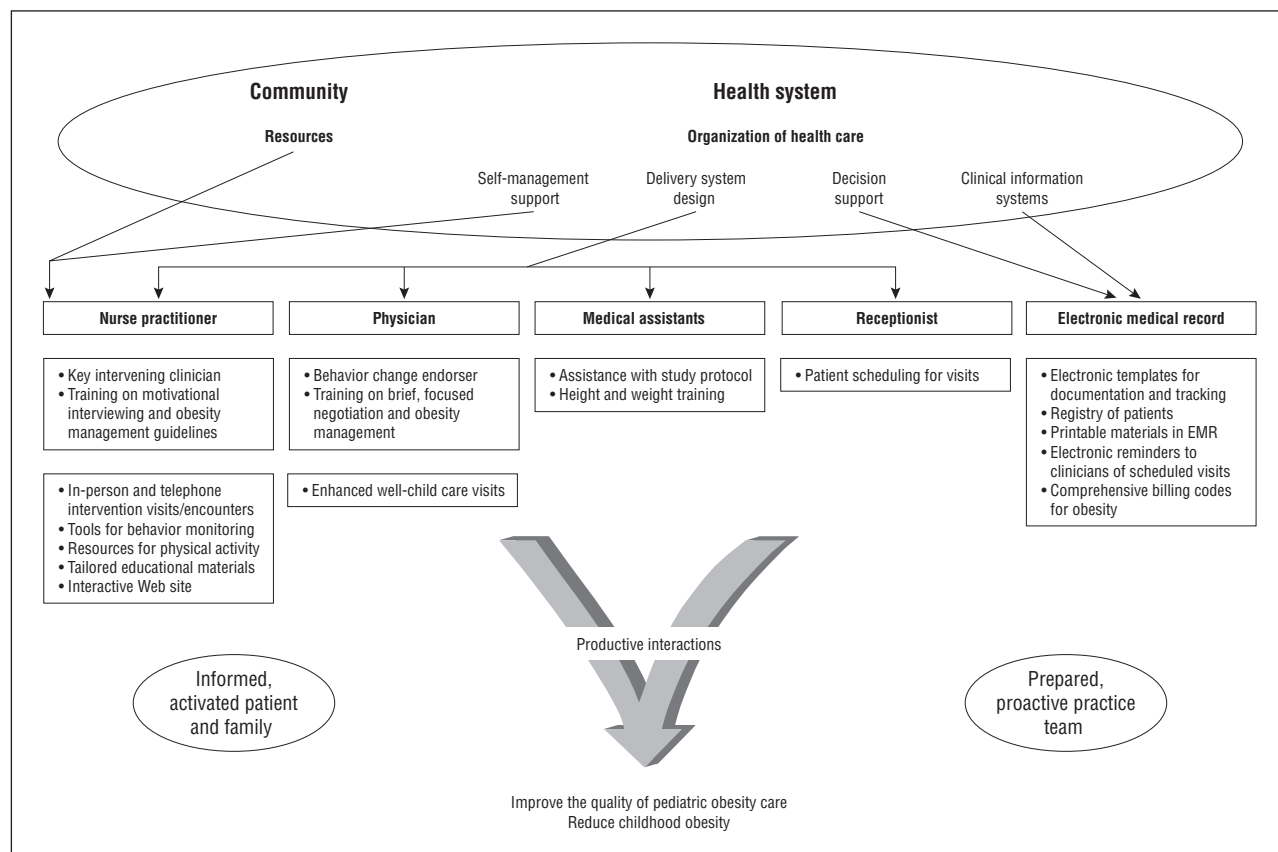 Community
Health system
Resources
Organization of health care
Self-management
support
Delivery system
design
Decision
support
Clinical information
systems
Nurse practitioner
Physician
Medical assistants
Receptionist
Electronic medical record
• Key intervening clinician
• Training on motivational
interviewing and obesity
management guidelines
• Behavior change endorser
• Training on brief, focused
negotiation and obesity
management
• Assistance with study protocol
• Height and weight training
• Patient scheduling for visits
• Electronic templates for
documentation and tracking
• Registry of patients
• Printable materials in EMR
• Electronic reminders to
clinicians of scheduled visits
• Comprehensive billing codes
for obesity
• In-person and telephone
intervention visits/encounters
• Tools for behavior monitoring
• Resources for physical activity
• Tailored educational materials
• Interactive Web site
• Enhanced well-child care visits
Productive interactions
Informed,
activated patient
and family
Prepared,
proactive practice
team
Improve the quality of pediatric obesity care
Reduce childhood obesity